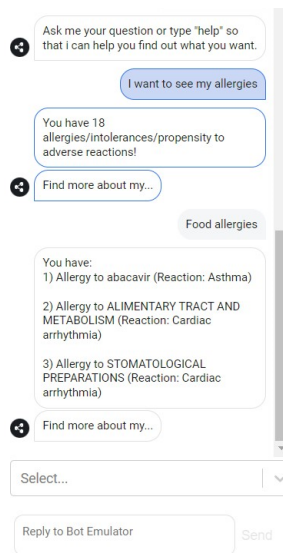 Ask me your question or type "help" so
that i can help you find out what you want.
I want to see my allergies
You have 18
allergies/intolerances/propensity to
adverse reactions!
Find more about my...
Food allergies
You have:
1) Allergy to abacavir (Reaction: Asthma)
2) Allergy to ALIMENTARY TRACT AND
METABOLISM (Reaction: Cardiac
arrhythmia)
3) Allergy to STOMATOLOGICAL
PREPARATIONS (Reaction: Cardiac
arrhythmia)
Find more about my...
Select...
Reply to Bot Emulator
Send